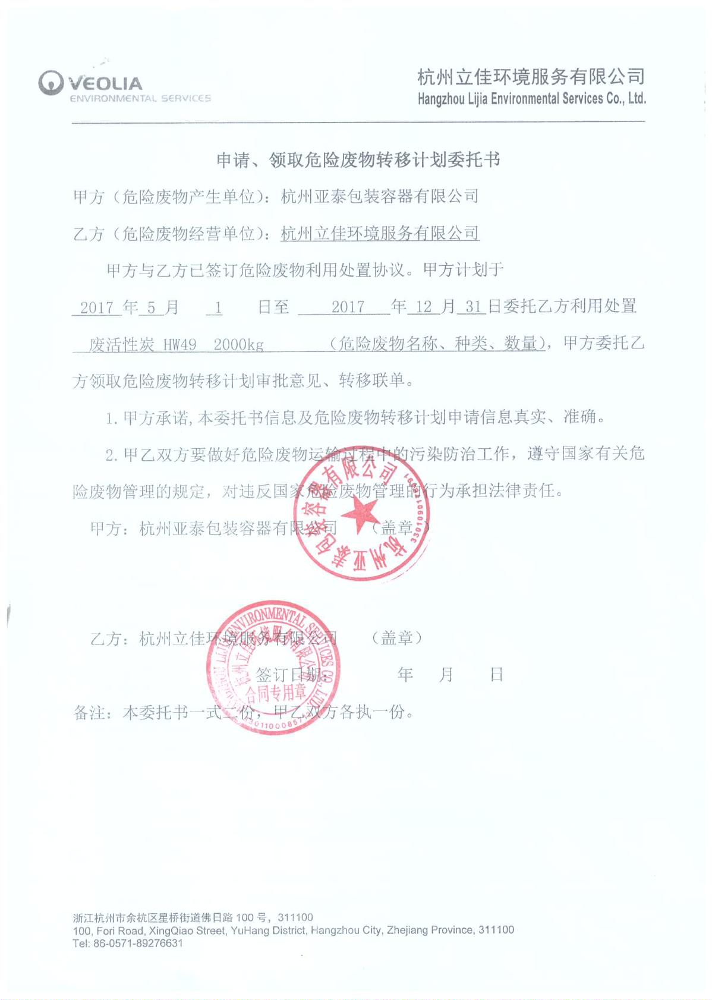 VEOLIA
ENVIRONMENTAL SERVICES
杭州立佳环境服务有限公司
Hangzhou Lijia Environmental Services Co., Ltd.
申请、领取危险废物转移计划委托书
甲方（危险废物产生单位）：杭州亚泰包装容器有限公司
乙方（危险废物经营单位）：杭州立佳环境服务有限公司
甲方与乙方已签订危险废物利用处置协议。甲方计划于
2017 年 5 月 1 日至 2017 年 12 月 31 日委托乙方利用处置
废活性炭 HW49 2000kg （危险废物名称、种类、数量），甲方委托乙
方领取危险废物转移计划审批意见、转移联单。
1.甲方承诺,本委托书信息及危险废物转移计划申请信息真实、准确。
2.甲乙双方要做好危险废物运输过程中的污染防治工作，遵守国家有关危
险废物管理的规定，对违反国家危险废物管理的行为承担法律责任。
甲方：杭州亚泰包装容器有限公司 （盖章）
杭州亚泰包装容器有限公司
乙方：杭州立佳环境服务有限公司 （盖章）
HANGZHOU LIJIA ENVIRONMENTAL SERVICES CO., LTD.
杭州立佳环境服务有限公司
合同专用章
签订日期： 年 月 日
备注：本委托书一式二份，甲乙双方各执一份。
浙江杭州市余杭区星桥街道佛日路 100 号，311100
100, Fori Road, XingQiao Street, YuHang District, Hangzhou City, Zhejiang Province, 311100
Tel: 86-0571-89276631